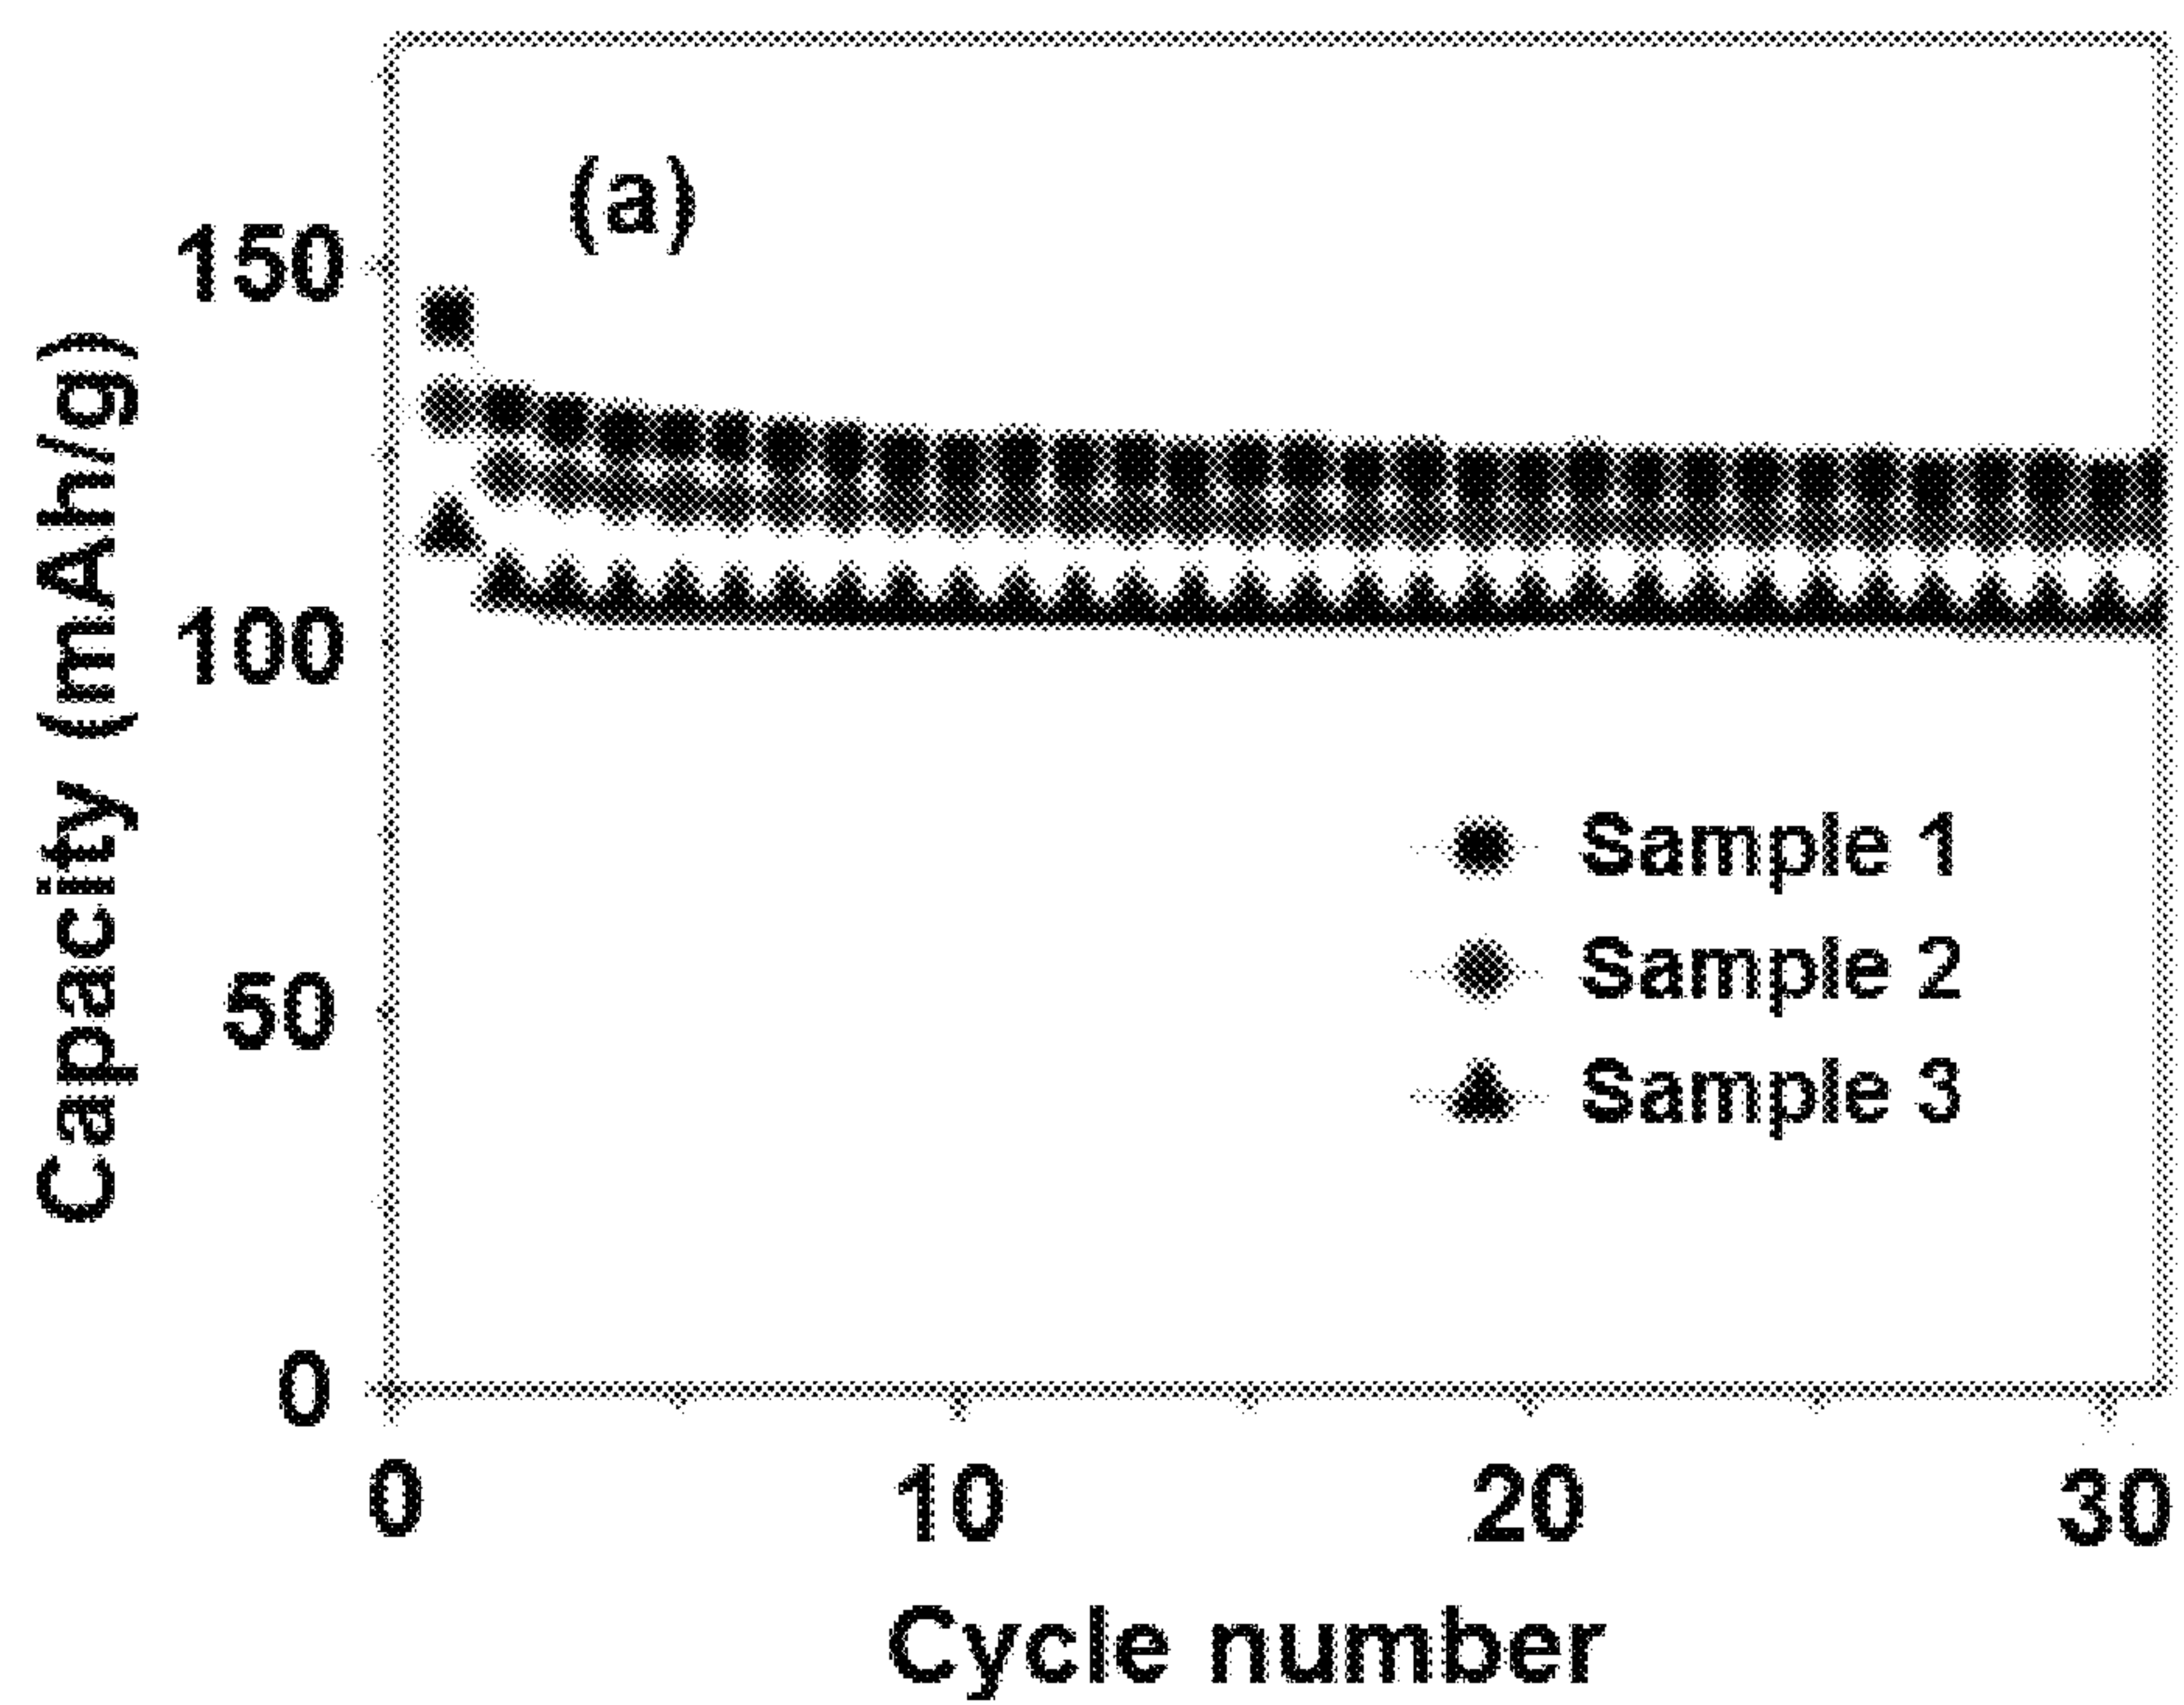 (a)
150
100
50
0
Capacity (mAh/g)
Sample 1
Sample 2
Sample 3
0 10 20 30
Cycle number